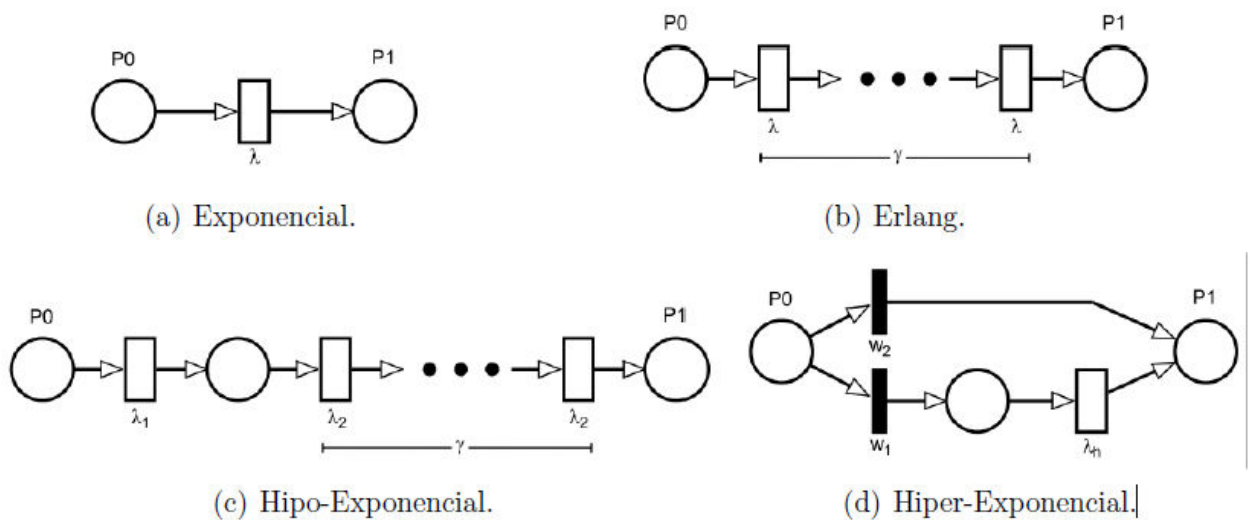 P0
P1
λ
(a) Exponencial.
P0
P1
λ
λ
γ
(b) Erlang.
P0
P1
λ1
λ2
λ2
γ
(c) Hipo-Exponencial.
P0
P1
w2
w1
λh
(d) Hiper-Exponencial.